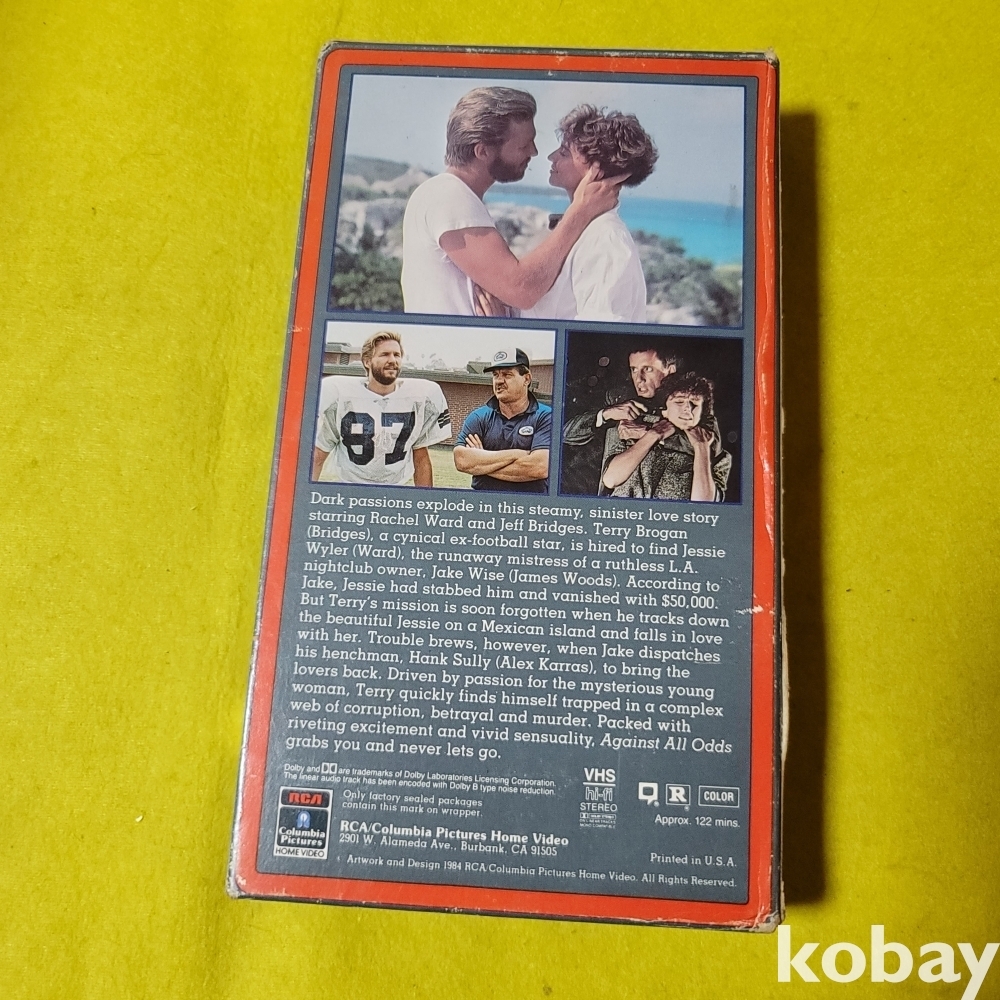 87
Dark passions explode in this steamy, sinister love story
starring Rachel Ward and Jeff Bridges. Terry Brogan
(Bridges), a cynical ex-football star, is hired to find Jessie
Wyler (Ward), the runaway mistress of a ruthless L.A.
nightclub owner, Jake Wise (James Woods). According to
Jake, Jessie had stabbed him and vanished with $50,000.
But Terry's mission is soon forgotten when he tracks down
the beautiful Jessie on a Mexican island and falls in love
with her. Trouble brews, however, when Jake dispatches
his henchman, Hank Sully (Alex Karras), to bring the
lovers back. Driven by passion for the mysterious young
woman, Terry quickly finds himself trapped in a complex
web of corruption, betrayal and murder. Packed with
riveting excitement and vivid sensuality, Against All Odds
grabs you and never lets go.
Dolby and are trademarks of Dolby Laboratories Licensing Corporation.
The linear audio track has been encoded with Dolby B type noise reduction.
VHS
hi-fi
STEREO
R
COLOR
Approx. 122 mins.
RCA
Columbia
Pictures
HOME VIDEO
Only factory sealed packages
contain this mark on wrapper.
RCA/Columbia Pictures Home Video
2901 W. Alameda Ave., Burbank, CA 91505
Printed in U.S.A.
Artwork and Design 1984 RCA/Columbia Pictures Home Video. All Rights Reserved.
kobay